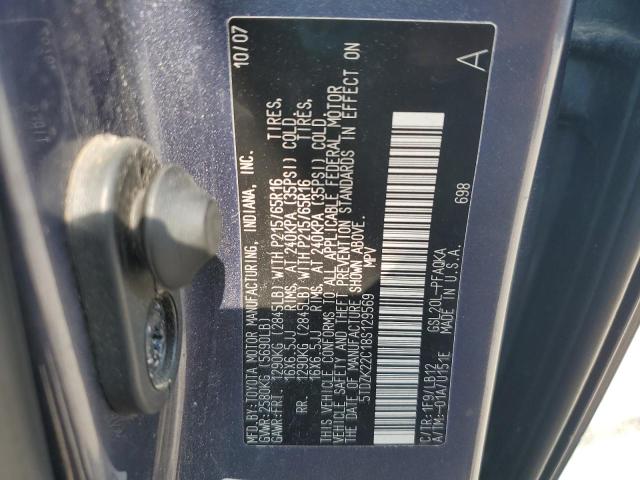 MFD.BY:TOYOTA MOTOR MANUFACTURING, INDIANA, INC. 10/07
GVWR:2580KG(5690LB)
GAWR:FRT. 1290KG (2845LB) WITH P215/65R16 TIRES,
16X6.5JJ RIMS, AT 240KPA (35PSI) COLD
RR. 1290KG (2845LB) WITH P215/65R16 TIRES,
16X6.5JJ RIMS, AT 240KPA (35PSI) COLD
THIS VEHICLE CONFORMS TO ALL APPLICABLE FEDERAL MOTOR
VEHICLE SAFETY AND THEFT PREVENTION STANDARDS IN EFFECT ON
THE DATE OF MANUFACTURE SHOWN ABOVE.
5TDZK22C18S129569 MPV
A
698
C/TR:1F9/LB12 GSL20L-PFAQKA
A/TM:-01A/U151E MADE IN U.S.A.